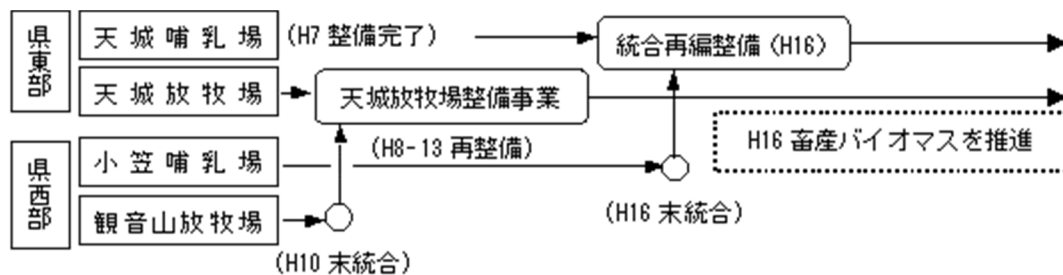 県東部
天城哺乳場
(H7 整備完了)
統合再編整備 (H16)
天城放牧場
天城放牧場整備事業
(H8-13 再整備)
H16 畜産バイオマスを推進
県西部
小笠哺乳場
(H16 末統合)
観音山放牧場
(H10 末統合)